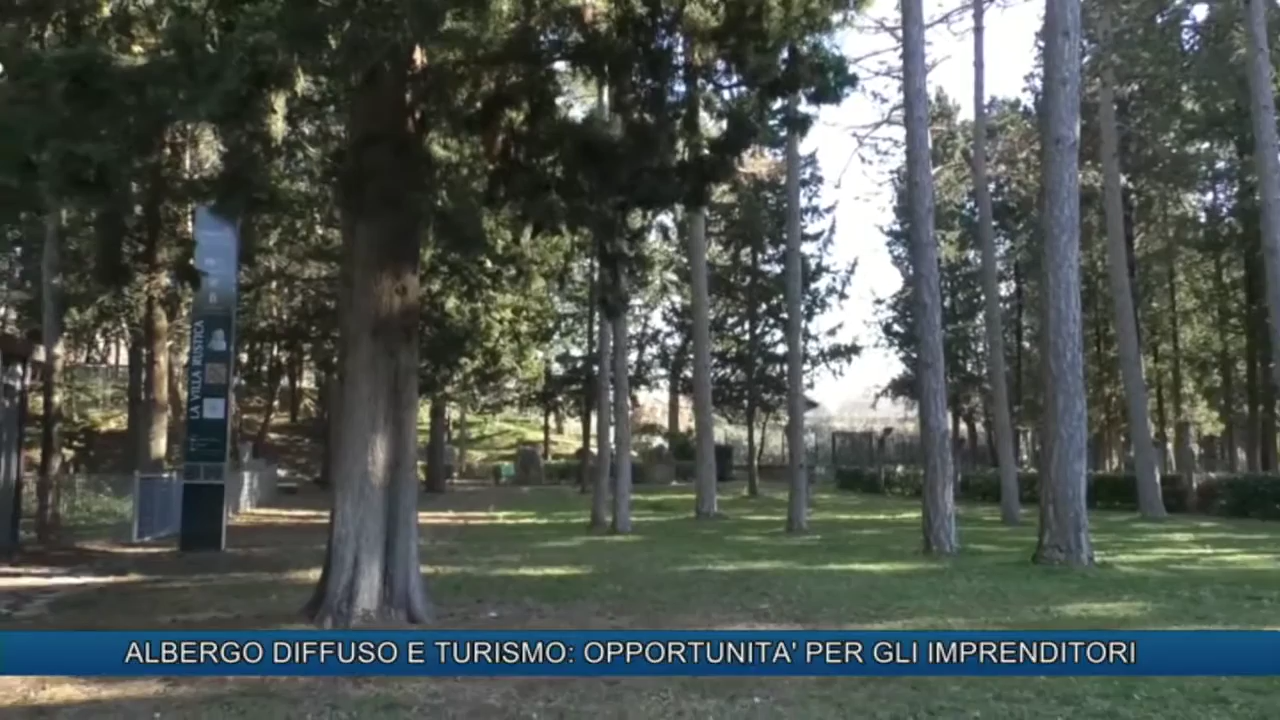 LA VILLA RUSTICA
ALBERGO DIFFUSO E TURISMO: OPPORTUNITA' PER GLI IMPRENDITORI